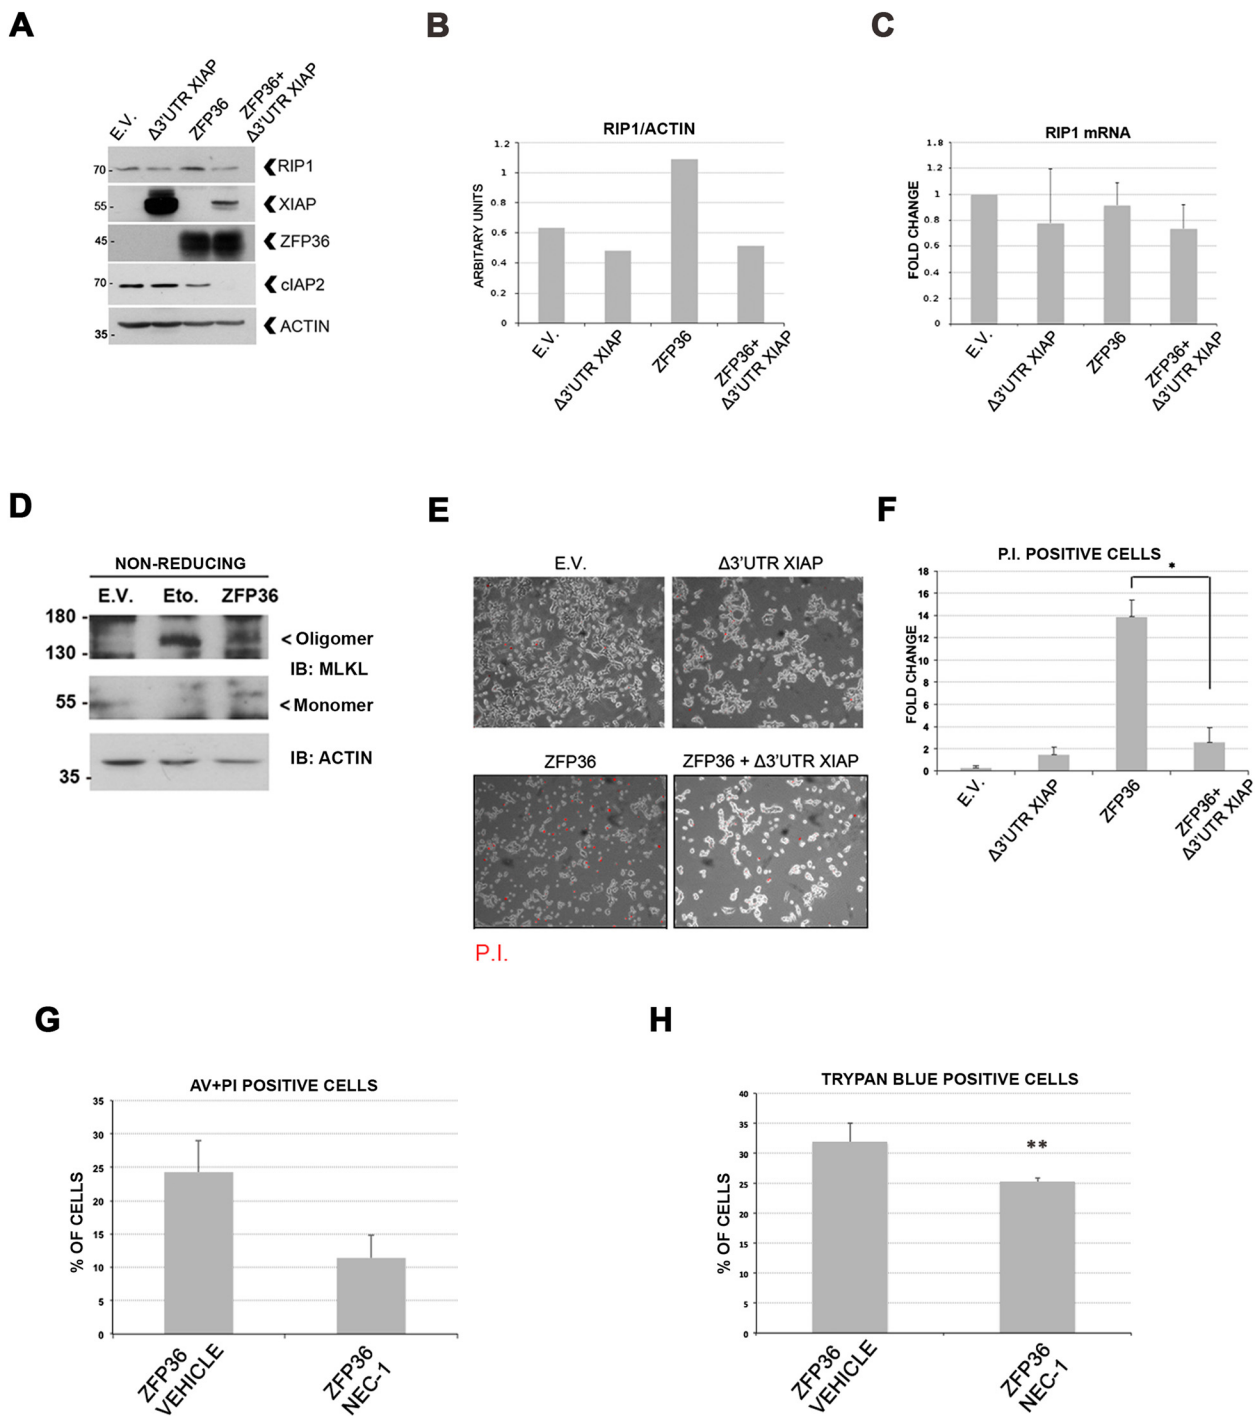 A
E.V.
Δ3'UTR XIAP
ZFP36
ZFP36+
Δ3'UTR XIAP
70 -
RIP1
55 -
XIAP
45 -
ZFP36
70 -
cIAP2
35 -
ACTIN
B
RIP1/ACTIN
ARBITARY UNITS
1.2
1
0.8
0.6
0.4
0.2
0
E.V.
Δ3'UTR XIAP
ZFP36
ZFP36+
Δ3'UTR XIAP
C
RIP1 mRNA
FOLD CHANGE
1.8
1.2
1
0.8
0.6
0.4
0.2
0
E.V.
Δ3'UTR XIAP
ZFP36
ZFP36+
Δ3'UTR XIAP
D
NON-REDUCING
E.V. Eto. ZFP36
180 -
130 -
< Oligomer
IB: MLKL
55 -
< Monomer
IB: ACTIN
35 -
E
E.V.
Δ3'UTR XIAP
ZFP36
ZFP36 + Δ3'UTR XIAP
P.I.
F
P.I. POSITIVE CELLS
FOLD CHANGE
18
16
14
12
10
8
6
4
2
0
*
E.V.
Δ3'UTR XIAP
ZFP36
ZFP36+
Δ3'UTR XIAP
G
AV+PI POSITIVE CELLS
% OF CELLS
35
30
25
20
15
10
5
0
ZFP36
VEHICLE
ZFP36
NEC-1
H
TRYPAN BLUE POSITIVE CELLS
% OF CELLS
40
35
30
25
20
15
10
5
0
**
ZFP36
VEHICLE
ZFP36
NEC-1